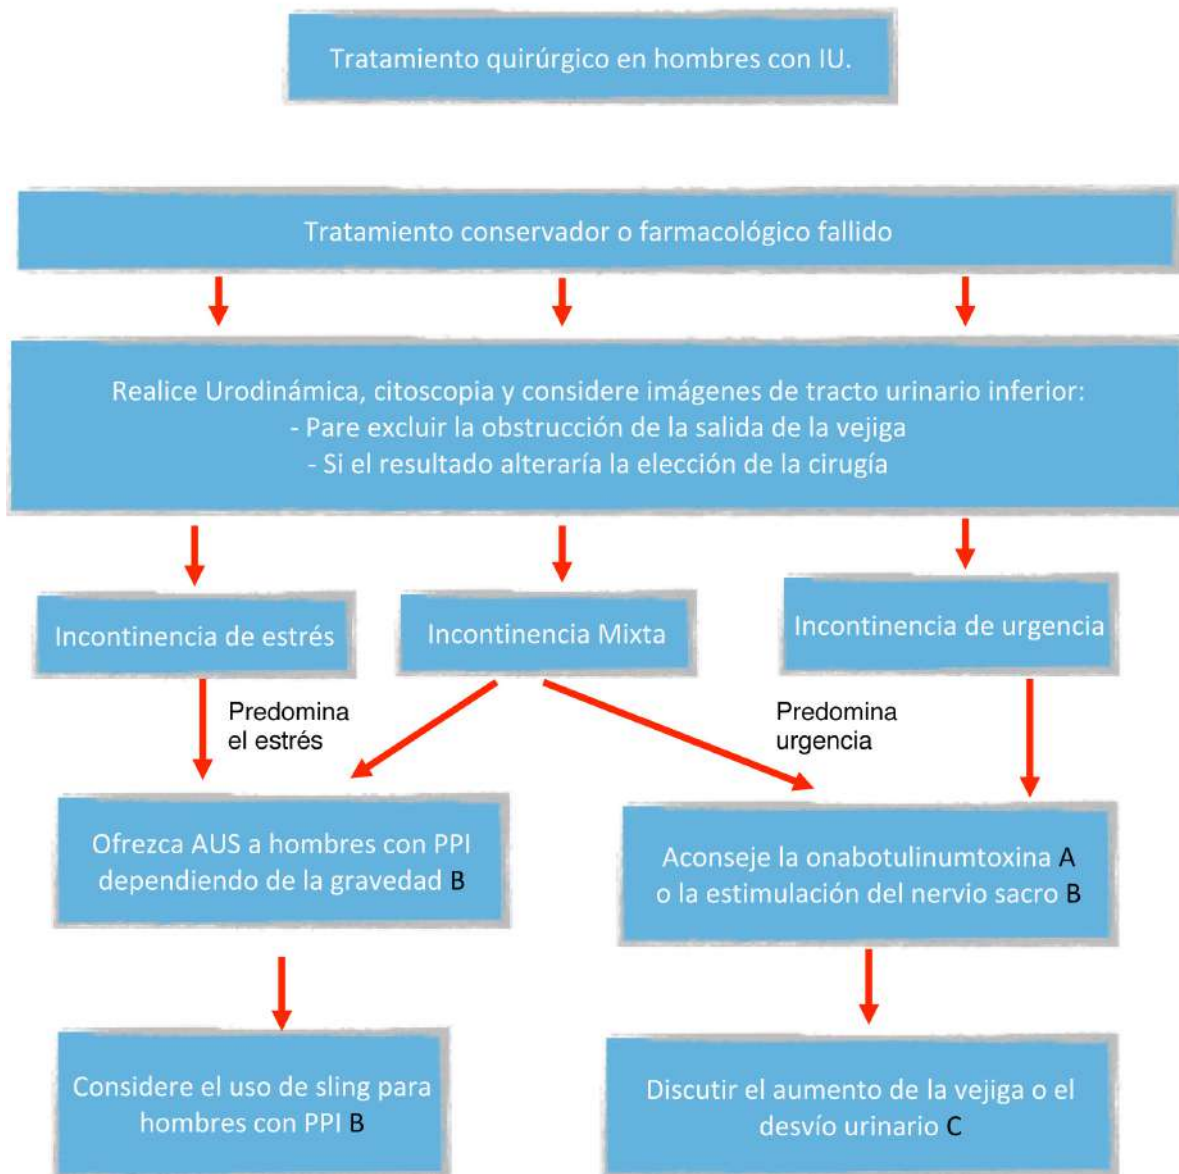 Tratamiento quirúrgico en hombres con IU.
Tratamiento conservador o farmacológico fallido
Realice Urodinámica, citoscopia y considere imágenes de tracto urinario inferior:
- Pare excluir la obstrucción de la salida de la vejiga
- Si el resultado alteraría la elección de la cirugía
Incontinencia de estrés
Incontinencia Mixta
Incontinencia de urgencia
Predomina
el estrés
Predomina
urgencia
Ofrezca AUS a hombres con PPI
dependiendo de la gravedad B
Aconseje la onabotulinumtoxina A
o la estimulación del nervio sacro B
Considere el uso de sling para
hombres con PPI B
Discutir el aumento de la vejiga o el
desvío urinario C